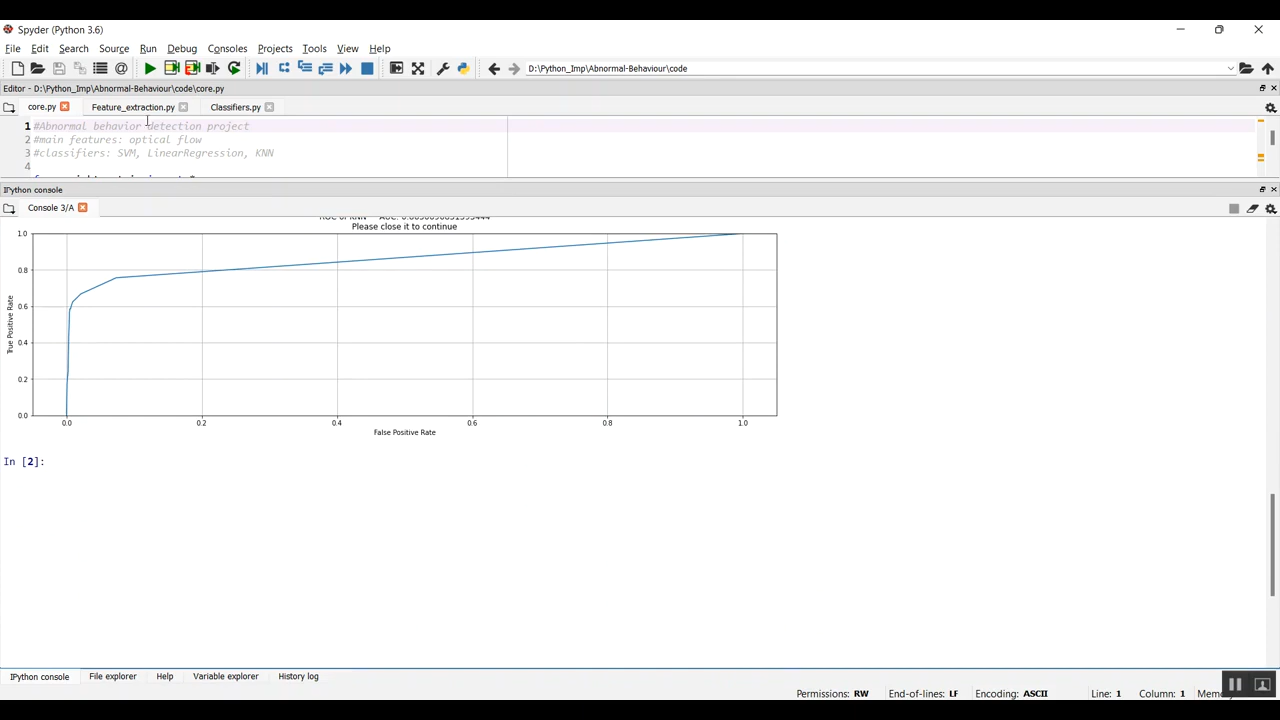 Spyder (Python 3.6)
File Edit Search Source Run Debug Consoles Projects Tools View Help
D:\Python_Imp\Abnormal-Behaviour\code
Editor - D:\Python_Imp\Abnormal-Behaviour\code\core.py
core.py Feature_extraction.py Classifiers.py
1 #Abnormal behavior detection project
2 #main features: optical flow
3 #classifiers: SVM, LinearRegression, KNN
4
IPython console
Console 3/A
Please close it to continue
1.0
0.8
0.6
0.4
0.2
0.0
True Positive Rate
0.0 0.2 0.4 0.6 0.8 1.0
False Positive Rate
In [2]:
IPython console File explorer Help Variable explorer History log
Permissions: RW End-of-lines: LF Encoding: ASCII Line: 1 Column: 1